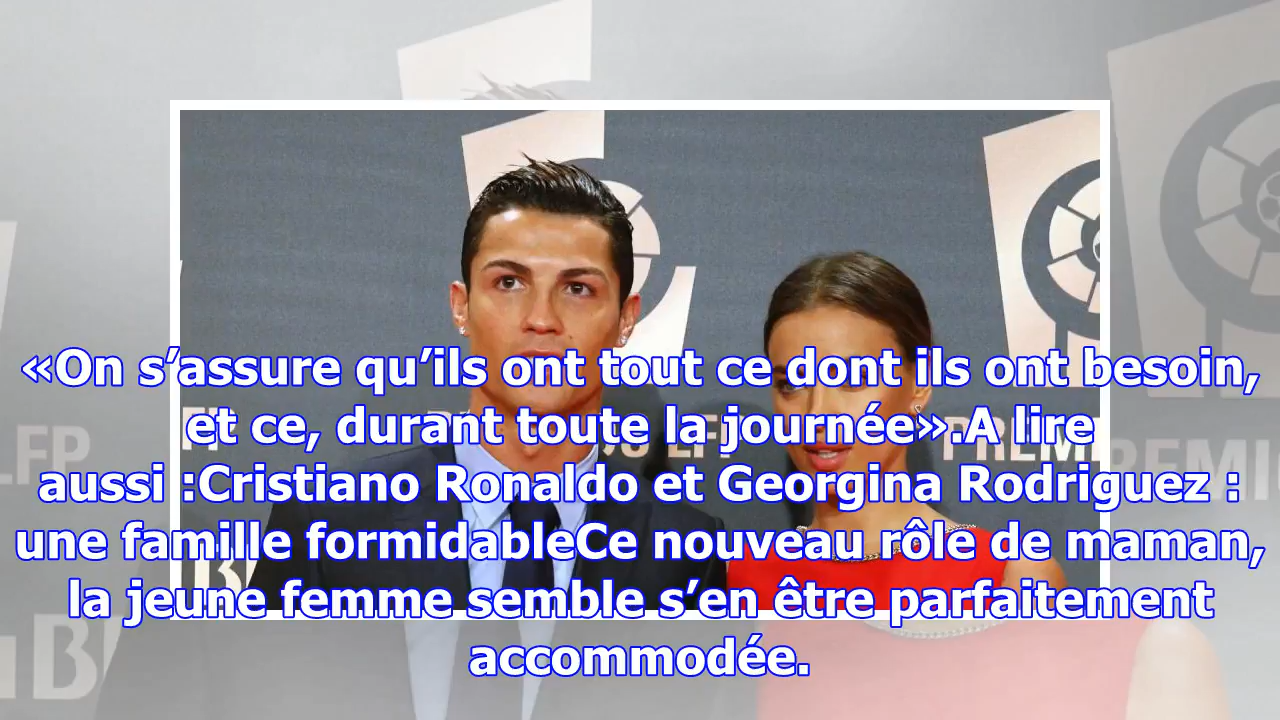 «On s’assure qu’ils ont tout ce dont ils ont besoin,
et ce, durant toute la journée».A lire
aussi :Cristiano Ronaldo et Georgina Rodriguez :
une famille formidableCe nouveau rôle de maman,
la jeune femme semble s’en être parfaitement
accommodée.
LFP
PREMI